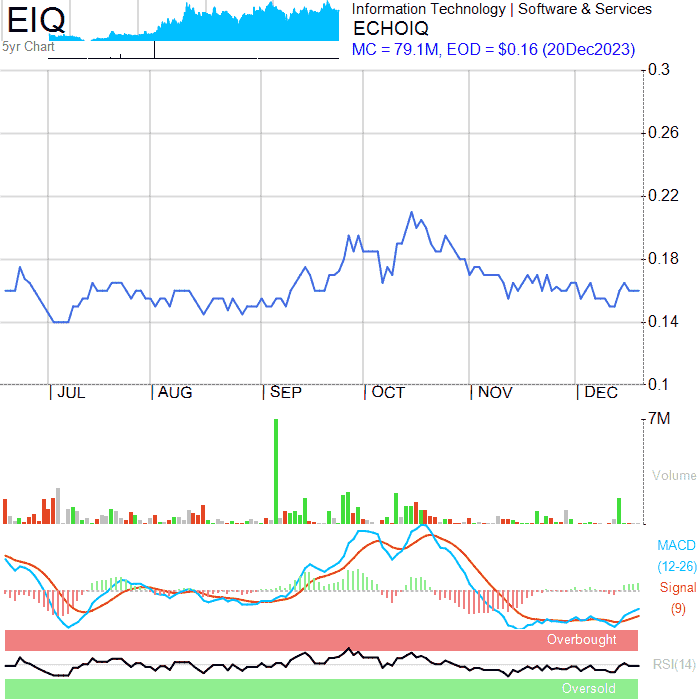 EIQ
5yr Chart
Information Technology | Software & Services
ECHOIQ
MC = 79.1M, EOD = $0.16 (20Dec2023)
0.3
0.26
0.22
0.18
0.14
0.1
JUL AUG SEP OCT NOV DEC
7M
Volume
MACD
(12-26)
Signal
(9)
Overbought
RSI(14)
Oversold